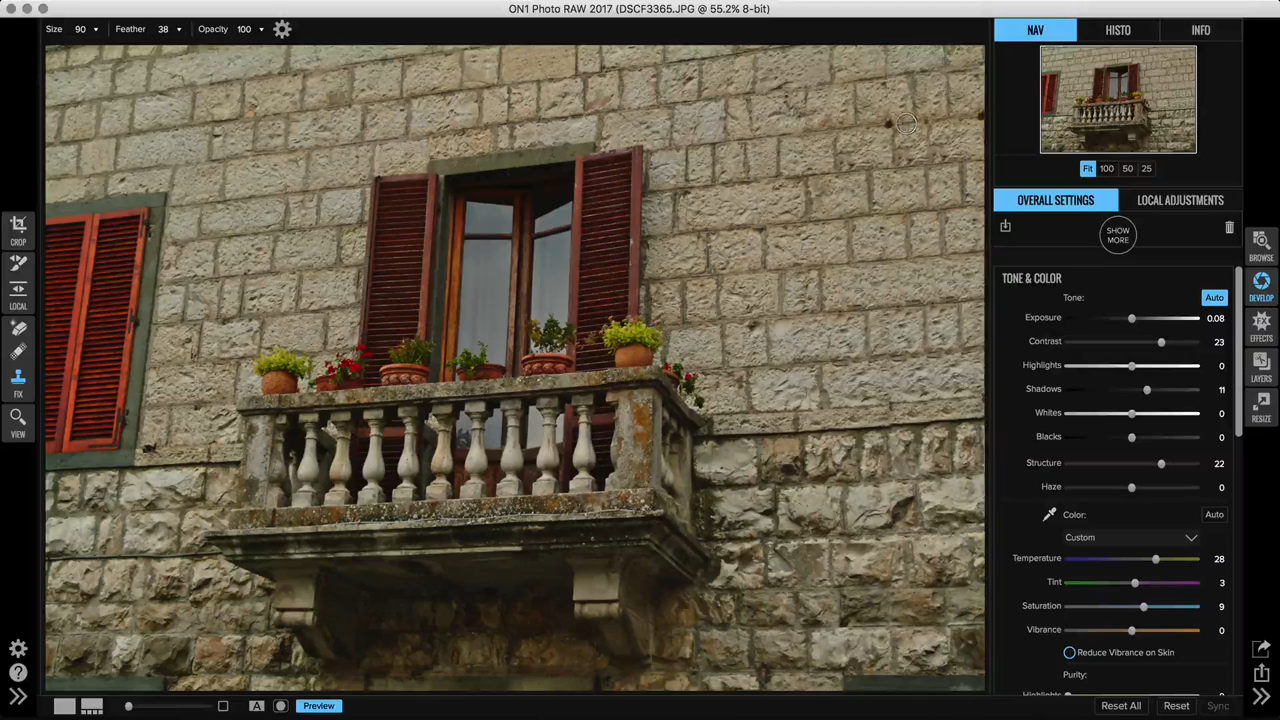 ON1 Photo RAW 2017 (DSCF3365.JPG @ 55.2% 8-bit)
Size 90 Feather 38 Opacity 100
NAV HISTO INFO
Fit 100 50 25
OVERALL SETTINGS LOCAL ADJUSTMENTS
SHOW
MORE
TONE & COLOR
Tone: Auto
Exposure 0.08
Contrast 23
Highlights 0
Shadows 11
Whites 0
Blacks 0
Structure 22
Haze 0
Color: Auto
Custom
Temperature 28
Tint 3
Saturation 9
Vibrance 0
Reduce Vibrance on Skin
Purity:
Highlights 0
CROP
LOCAL
FIX
VIEW
BROWSE
DEVELOP
EFFECTS
LAYERS
RESIZE
A
Preview
Reset All Reset Sync